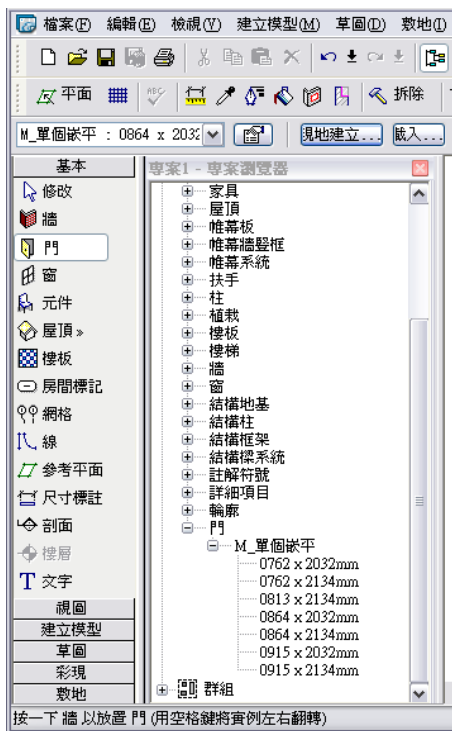 檔案(F) 編輯(E) 檢視(V) 建立模型(M) 草圖(D) 敷地(I)
平面 拆除
M_單個嵌平 : 0864 x 2032 現地建立... 載入...
基本
修改
牆
門
窗
元件
屋頂 »
樓板
房間標記
網格
線
參考平面
尺寸標註
剖面
樓層
文字
視圖
建立模型
草圖
彩現
敷地
專案1 - 專案瀏覽器
家具
屋頂
帷幕板
帷幕牆豎框
帷幕系統
扶手
柱
植栽
樓板
樓梯
牆
窗
結構地基
結構柱
結構框架
結構樑系統
註解符號
詳細項目
輪廓
門
M_單個嵌平
0762 x 2032mm
0762 x 2134mm
0813 x 2134mm
0864 x 2032mm
0864 x 2134mm
0915 x 2032mm
0915 x 2134mm
群組
按一下 牆 以放置 門 (用空格鍵將實例左右翻轉)